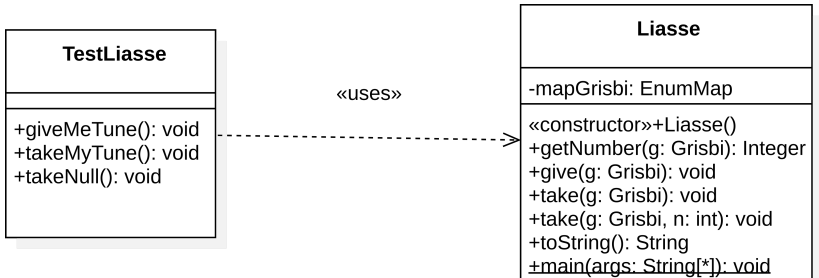 TestLiasse
+giveMeTune(): void
+takeMyTune(): void
+takeNull(): void
«uses»
Liasse
-mapGrisbi: EnumMap
«constructor»+Liasse()
+getNumber(g: Grisbi): Integer
+give(g: Grisbi): void
+take(g: Grisbi): void
+take(g: Grisbi, n: int): void
+toString(): String
+main(args: String[*]): void